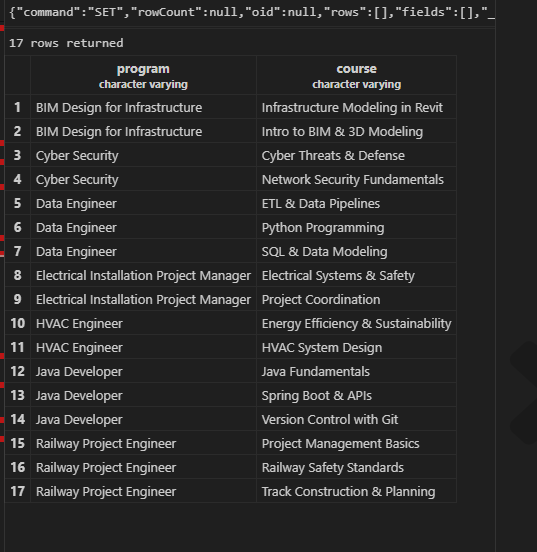 {"command":"SET","rowCount":null,"oid":null,"rows":[],"fields":[],"_
17 rows returned
program course
character varying character varying
1 BIM Design for Infrastructure Infrastructure Modeling in Revit
2 BIM Design for Infrastructure Intro to BIM & 3D Modeling
3 Cyber Security Cyber Threats & Defense
4 Cyber Security Network Security Fundamentals
5 Data Engineer ETL & Data Pipelines
6 Data Engineer Python Programming
7 Data Engineer SQL & Data Modeling
8 Electrical Installation Project Manager Electrical Systems & Safety
9 Electrical Installation Project Manager Project Coordination
10 HVAC Engineer Energy Efficiency & Sustainability
11 HVAC Engineer HVAC System Design
12 Java Developer Java Fundamentals
13 Java Developer Spring Boot & APIs
14 Java Developer Version Control with Git
15 Railway Project Engineer Project Management Basics
16 Railway Project Engineer Railway Safety Standards
17 Railway Project Engineer Track Construction & Planning